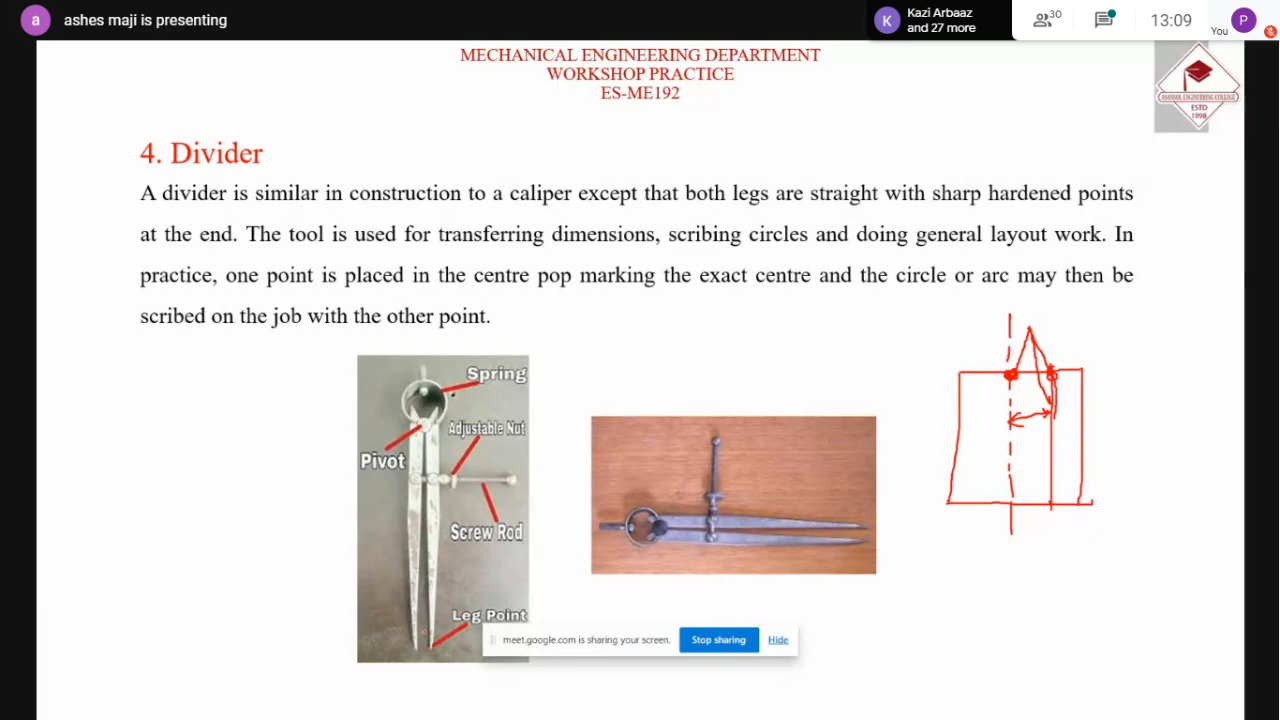 a ashes maji is presenting
K Kazi Arbaaz
and 27 more
30
13:09
You
P
MECHANICAL ENGINEERING DEPARTMENT
WORKSHOP PRACTICE
ES-ME192
ASANSOL ENGINEERING COLLEGE
ESTD
1998
4. Divider
A divider is similar in construction to a caliper except that both legs are straight with sharp hardened points
at the end. The tool is used for transferring dimensions, scribing circles and doing general layout work. In
practice, one point is placed in the centre pop marking the exact centre and the circle or arc may then be
scribed on the job with the other point.
Spring
Adjustable Nut
Pivot
Screw Rod
Leg Point
meet.google.com is sharing your screen.
Stop sharing
Hide